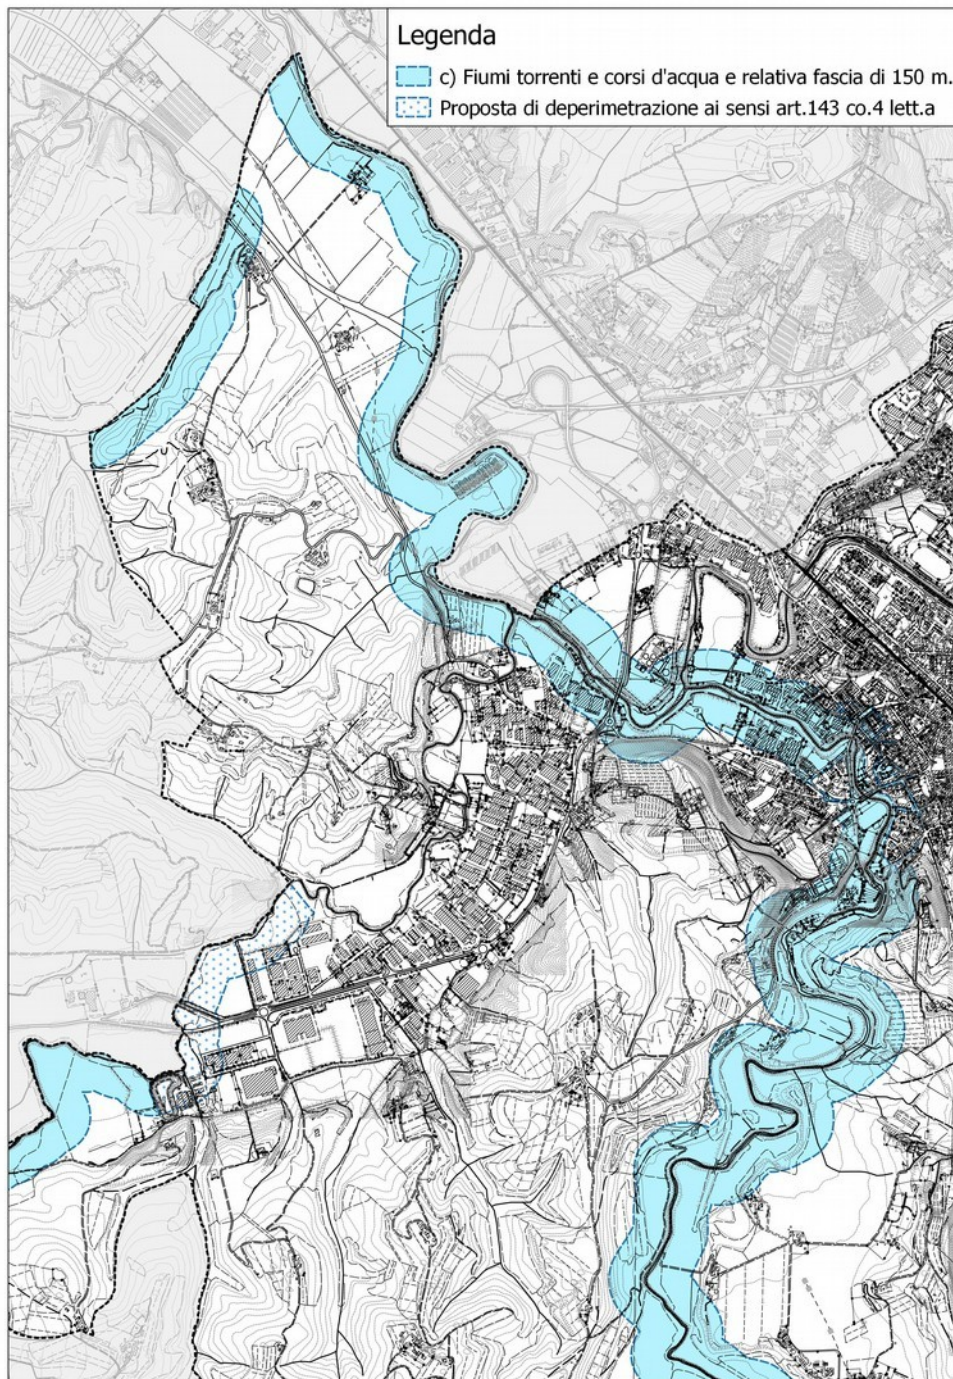 Legenda
c) Fiumi torrenti e corsi d'acqua e relativa fascia di 150 m.
Proposta di deperimetrazione ai sensi art.143 co.4 lett.a